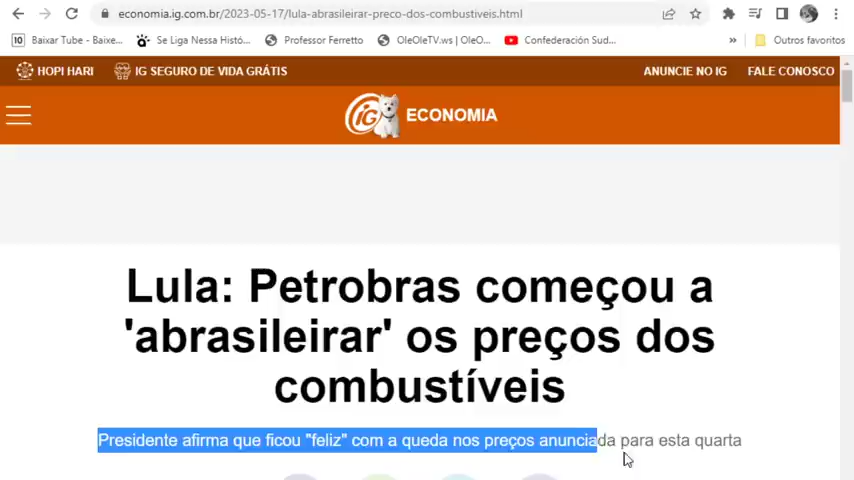 economia.ig.com.br/2023-05-17/lula-abrasileirar-preco-dos-combustiveis.html
10 Baixar Tube - Baixe... Se Liga Nessa Histó... Professor Ferretto OleOleTV.ws | OleO... Confederación Sud... » Outros favoritos
HOPI HARI IG SEGURO DE VIDA GRÁTIS ANUNCIE NO IG FALE CONOSCO
iG ECONOMIA
Lula: Petrobras começou a
'abrasileirar' os preços dos
combustíveis
Presidente afirma que ficou "feliz" com a queda nos preços anunciada para esta quarta